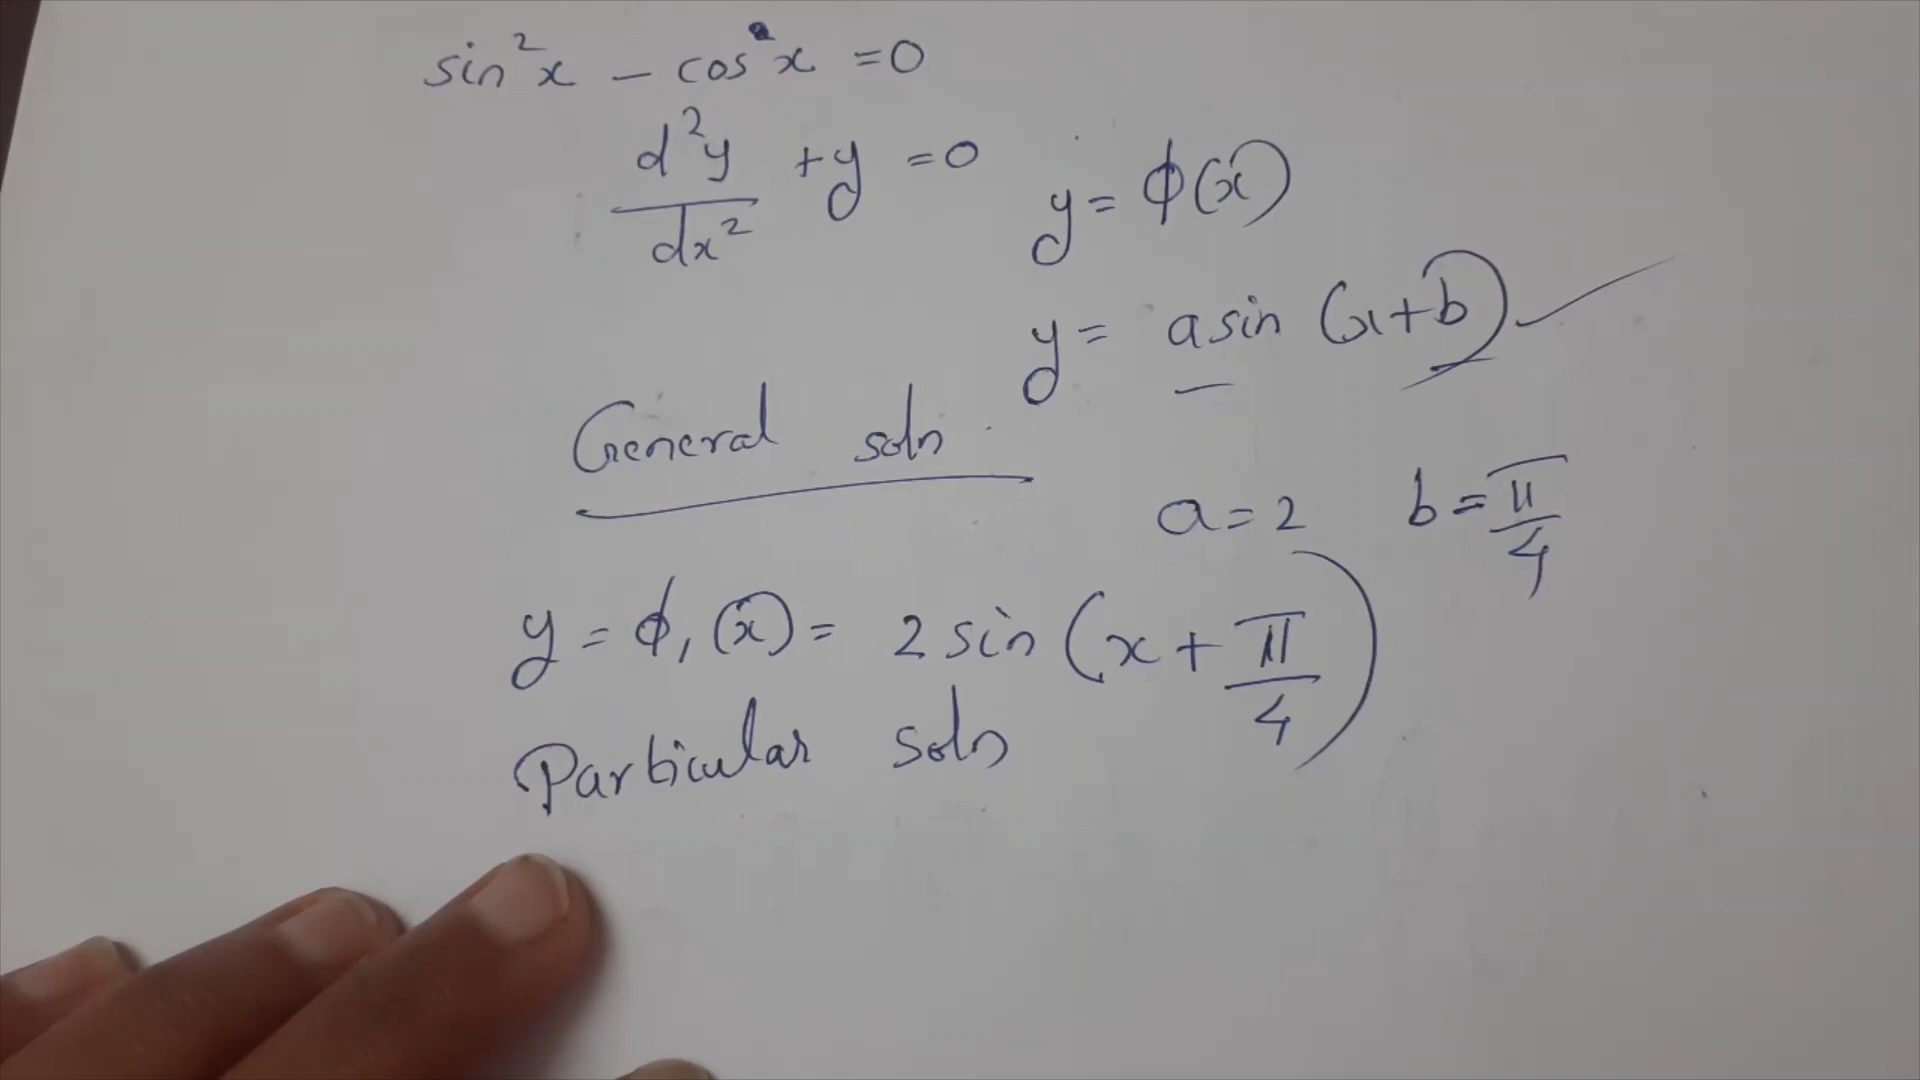 sin²x − cos²x = 0
d²y/dx² + y = 0
y = ϕ(x)
y = a sin (x+b)
General soln
a = 2 b = π/4
y = ϕ₁(x) = 2 sin (x + π/4)
Particular soln